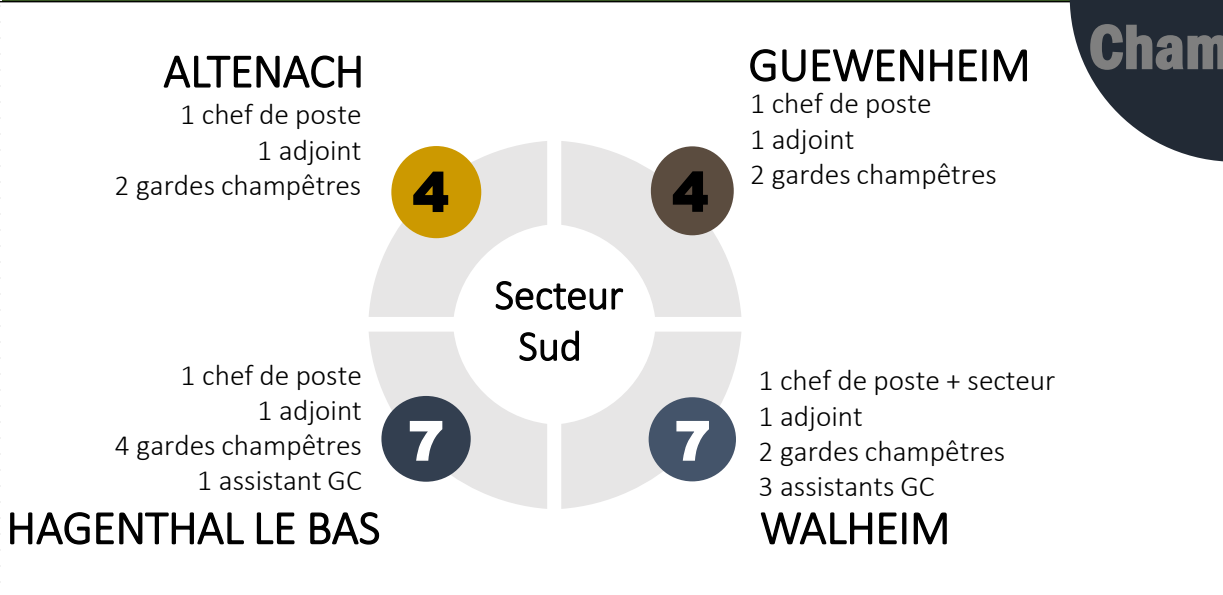 Cham
ALTENACH
1 chef de poste
1 adjoint
2 gardes champêtres
4
GUEWENHEIM
1 chef de poste
1 adjoint
2 gardes champêtres
4
Secteur
Sud
1 chef de poste
1 adjoint
4 gardes champêtres
1 assistant GC
HAGENTHAL LE BAS
7
1 chef de poste + secteur
1 adjoint
2 gardes champêtres
3 assistants GC
WALHEIM
7